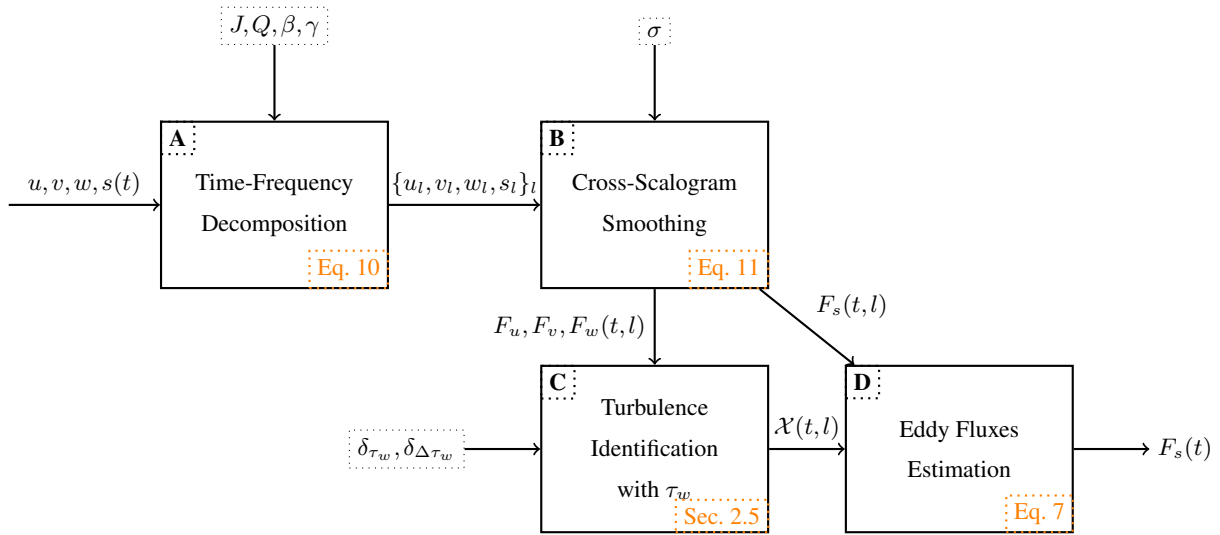 J, Q, β, γ
σ
A
B
u, v, w, s(t)
Time-Frequency
Decomposition
{u_l, v_l, w_l, s_l}_l
Cross-Scalogram
Smoothing
Eq. 10
Eq. 11
F_u, F_v, F_w(t, l)
F_s(t, l)
C
D
δ_{τ_w}, δ_{Δτ_w}
Turbulence
Identification
with τ_w
𝒳(t, l)
Eddy Fluxes
Estimation
F_s(t)
Sec. 2.5
Eq. 7